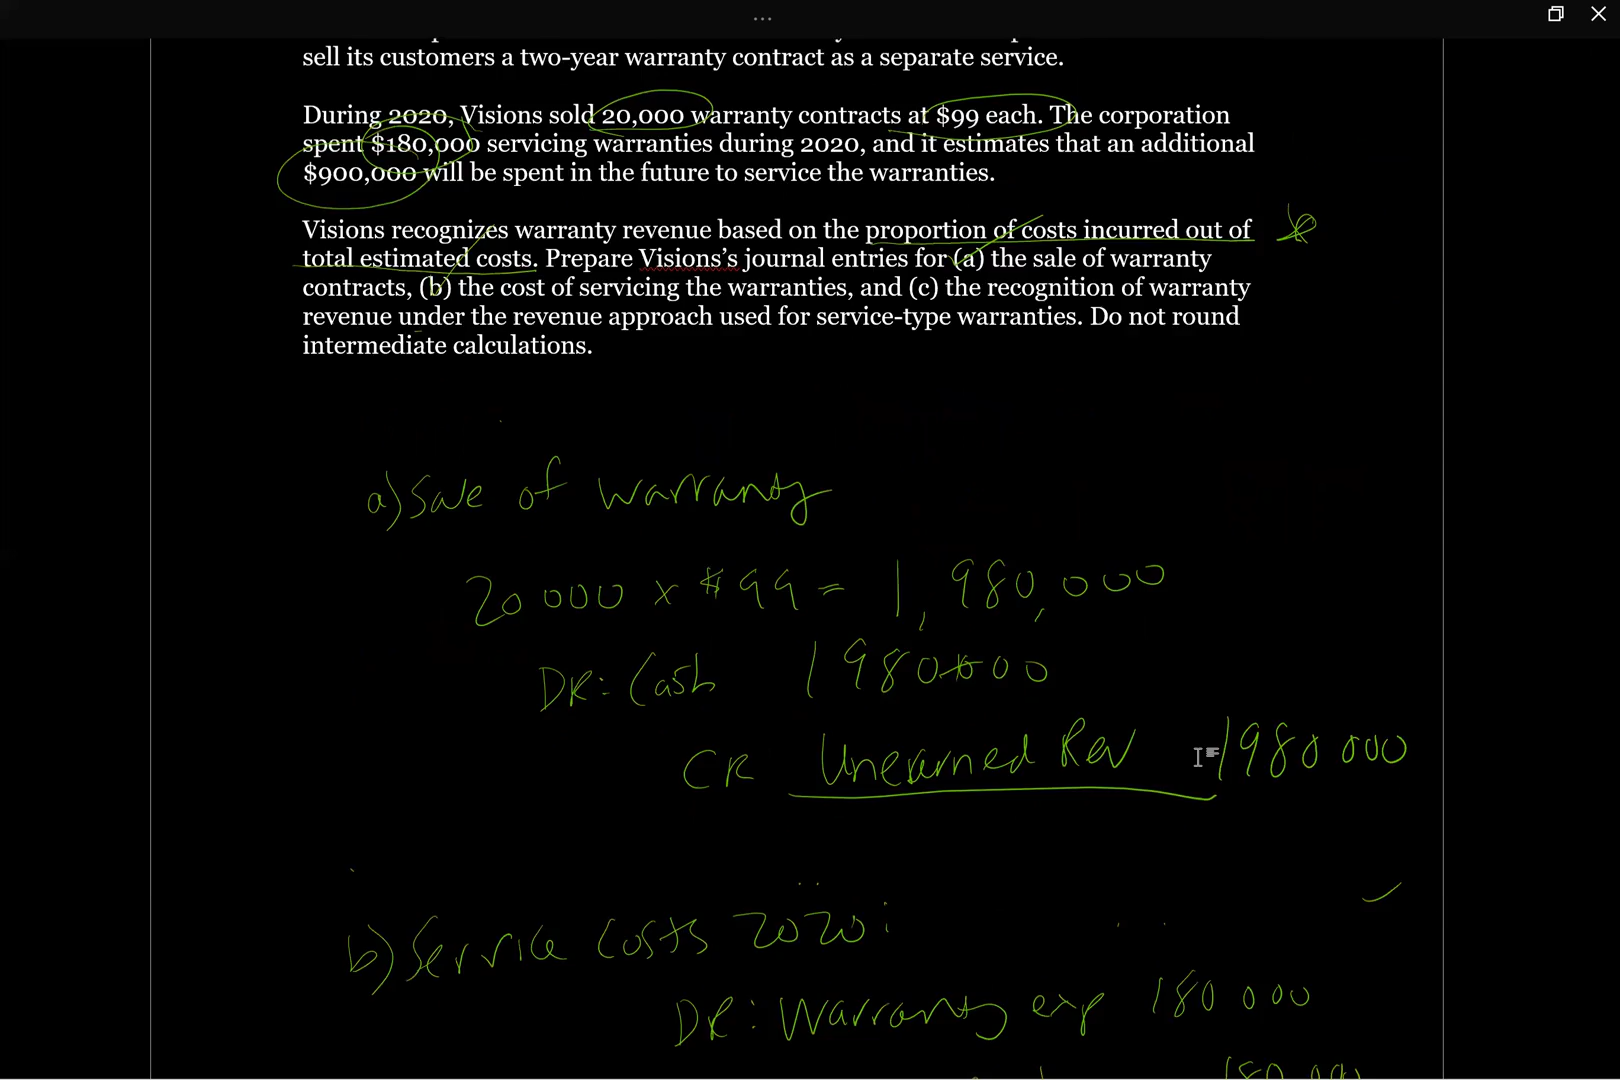 sell its customers a two-year warranty contract as a separate service.
During 2020, Visions sold 20,000 warranty contracts at $99 each. The corporation
spent $180,000 servicing warranties during 2020, and it estimates that an additional
$900,000 will be spent in the future to service the warranties.
Visions recognizes warranty revenue based on the proportion of costs incurred out of
total estimated costs. Prepare Visions’s journal entries for (a) the sale of warranty
contracts, (b) the cost of servicing the warranties, and (c) the recognition of warranty
revenue under the revenue approach used for service-type warranties. Do not round
intermediate calculations.
a) Sale of warranty
20 000 x $99 = 1,980,000
DR: Cash 1980000
CR Unearned Rev 1980 000
b) Service Costs 2020:
DR: Warranty exp 180 000